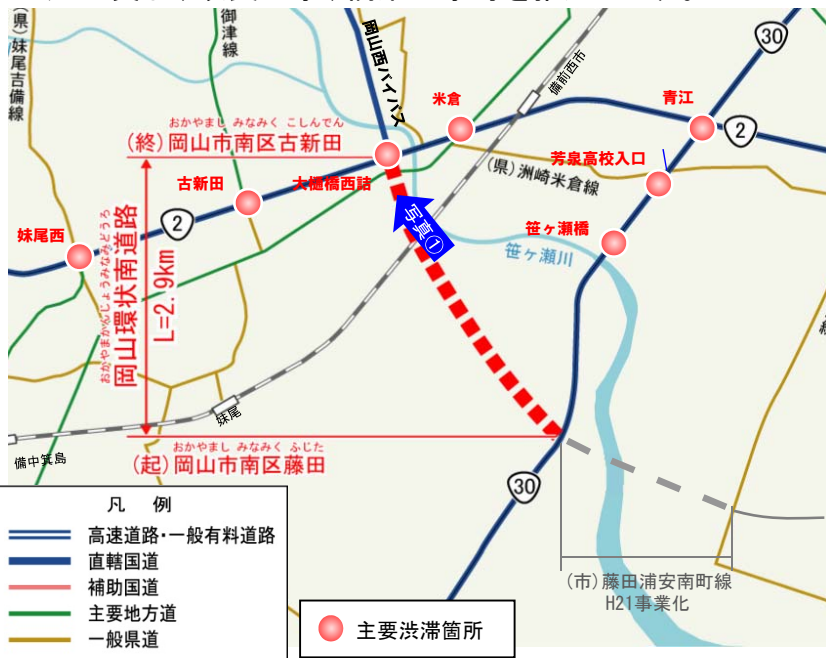 (県)妹尾吉備線
御津線
岡山西バイパス
備前西市
30
米倉
青江
2
おかやまし みなみく こしんでん
(終)岡山市南区古新田
芳泉高校入口
(県)洲崎米倉線
古新田
大樋橋西詰
写真①
笹ヶ瀬橋
笹ヶ瀬川
妹尾西
2
おかやまかんじょうみなみどうろ
岡山環状南道路
L=2.9km
線
妹尾
備中箕島
おかやまし みなみく ふじた
(起)岡山市南区藤田
30
(市)藤田浦安南町線
H21事業化
凡 例
高速道路・一般有料道路
直轄国道
補助国道
主要地方道
一般県道
主要渋滞箇所